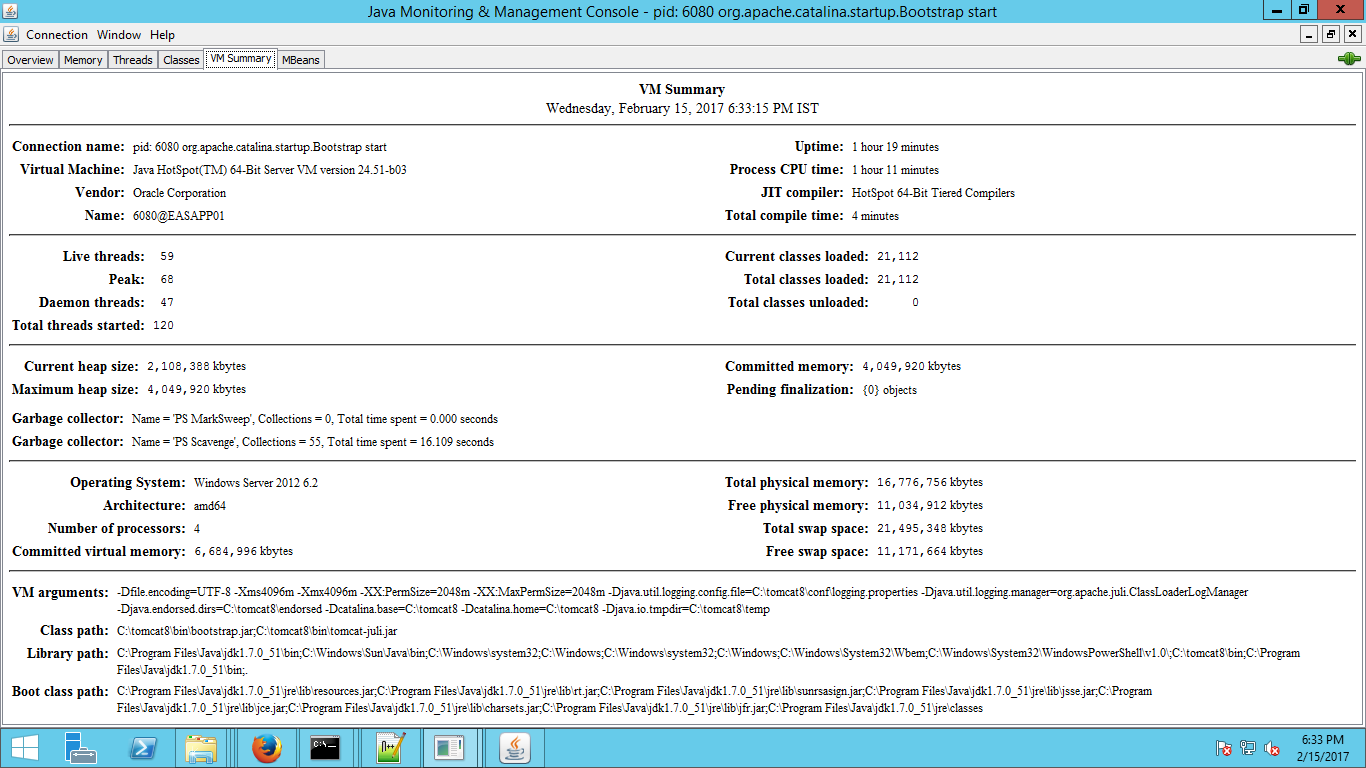 Java Monitoring & Management Console - pid: 6080 org.apache.catalina.startup.Bootstrap start
Connection Window Help
Overview Memory Threads Classes VM Summary MBeans
VM Summary
Wednesday, February 15, 2017 6:33:15 PM IST
Connection name: pid: 6080 org.apache.catalina.startup.Bootstrap start
Virtual Machine: Java HotSpot(TM) 64-Bit Server VM version 24.51-b03
Vendor: Oracle Corporation
Name: 6080@EASAPP01
Uptime: 1 hour 19 minutes
Process CPU time: 1 hour 11 minutes
JIT compiler: HotSpot 64-Bit Tiered Compilers
Total compile time: 4 minutes
Live threads: 59
Peak: 68
Daemon threads: 47
Total threads started: 120
Current classes loaded: 21,112
Total classes loaded: 21,112
Total classes unloaded: 0
Current heap size: 2,108,388 kbytes
Maximum heap size: 4,049,920 kbytes
Committed memory: 4,049,920 kbytes
Pending finalization: {0} objects
Garbage collector: Name = 'PS MarkSweep', Collections = 0, Total time spent = 0.000 seconds
Garbage collector: Name = 'PS Scavenge', Collections = 55, Total time spent = 16.109 seconds
Operating System: Windows Server 2012 6.2
Architecture: amd64
Number of processors: 4
Committed virtual memory: 6,684,996 kbytes
Total physical memory: 16,776,756 kbytes
Free physical memory: 11,034,912 kbytes
Total swap space: 21,495,348 kbytes
Free swap space: 11,171,664 kbytes
VM arguments: -Dfile.encoding=UTF-8 -Xms4096m -Xmx4096m -XX:PermSize=2048m -XX:MaxPermSize=2048m -Djava.util.logging.config.file=C:\tomcat8\conf\logging.properties -Djava.util.logging.manager=org.apache.juli.ClassLoaderLogManager
-Djava.endorsed.dirs=C:\tomcat8\endorsed -Dcatalina.base=C:\tomcat8 -Dcatalina.home=C:\tomcat8 -Djava.io.tmpdir=C:\tomcat8\temp
Class path: C:\tomcat8\bin\bootstrap.jar;C:\tomcat8\bin\tomcat-juli.jar
Library path: C:\Program Files\Java\jdk1.7.0_51\bin;C:\Windows\Sun\Java\bin;C:\Windows\system32;C:\Windows;C:\Windows\system32;C:\Windows;C:\Windows\System32\Wbem;C:\Windows\System32\WindowsPowerShell\v1.0\;C:\tomcat8\bin;C:\Program
Files\Java\jdk1.7.0_51\bin;.
Boot class path: C:\Program Files\Java\jdk1.7.0_51\jre\lib\resources.jar;C:\Program Files\Java\jdk1.7.0_51\jre\lib\rt.jar;C:\Program Files\Java\jdk1.7.0_51\jre\lib\sunrsasign.jar;C:\Program Files\Java\jdk1.7.0_51\jre\lib\jsse.jar;C:\Program
Files\Java\jdk1.7.0_51\jre\lib\jce.jar;C:\Program Files\Java\jdk1.7.0_51\jre\lib\charsets.jar;C:\Program Files\Java\jdk1.7.0_51\jre\lib\jfr.jar;C:\Program Files\Java\jdk1.7.0_51\jre\classes
6:33 PM
2/15/2017